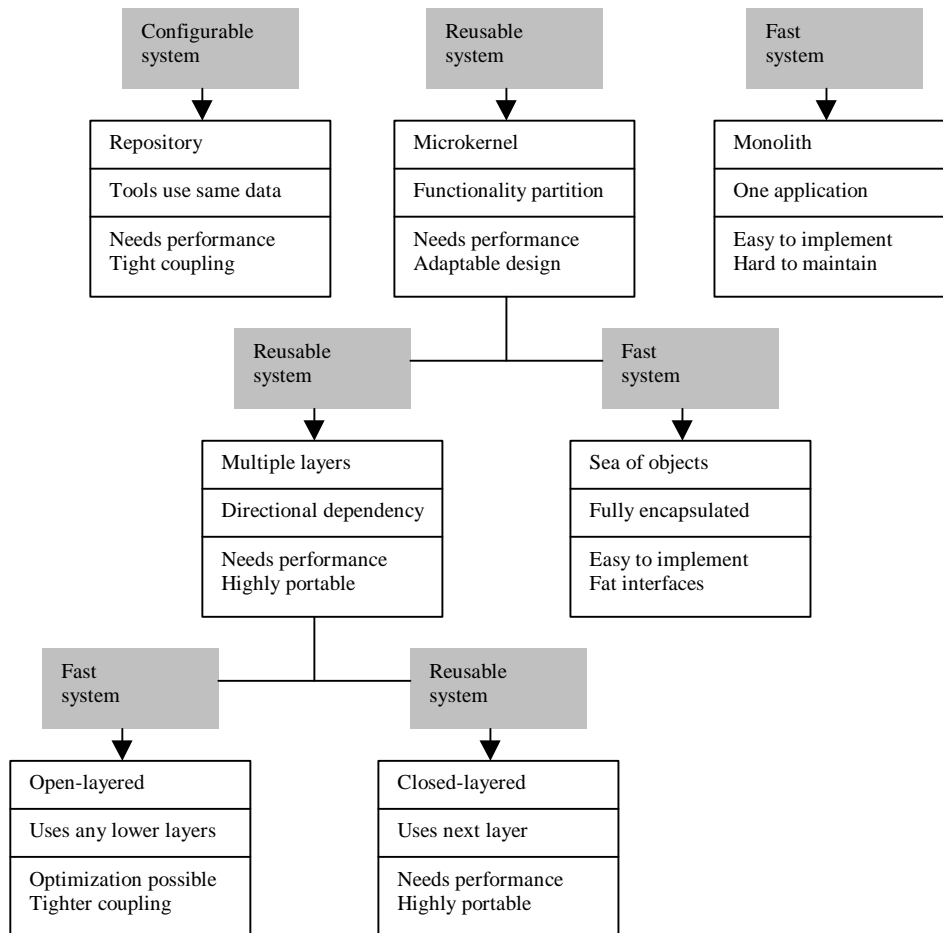 Configurable
system
Reusable
system
Fast
system
Repository
Tools use same data
Needs performance
Tight coupling
Microkernel
Functionality partition
Needs performance
Adaptable design
Monolith
One application
Easy to implement
Hard to maintain
Reusable
system
Fast
system
Multiple layers
Directional dependency
Needs performance
Highly portable
Sea of objects
Fully encapsulated
Easy to implement
Fat interfaces
Fast
system
Reusable
system
Open-layered
Uses any lower layers
Optimization possible
Tighter coupling
Closed-layered
Uses next layer
Needs performance
Highly portable